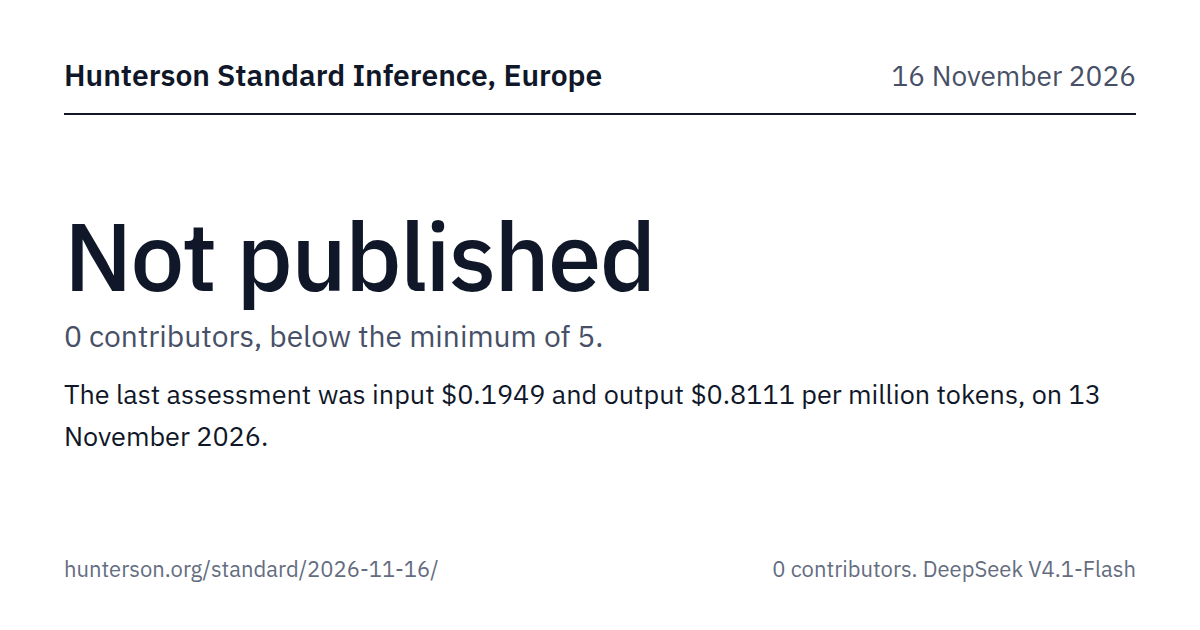 Hunterson Standard Inference, Europe
16 November 2026
Not published
0 contributors, below the minimum of 5.
The last assessment was input $0.1949 and output $0.8111 per million tokens, on 13
November 2026.
hunterson.org/standard/2026-11-16/
0 contributors. DeepSeek V4.1-Flash